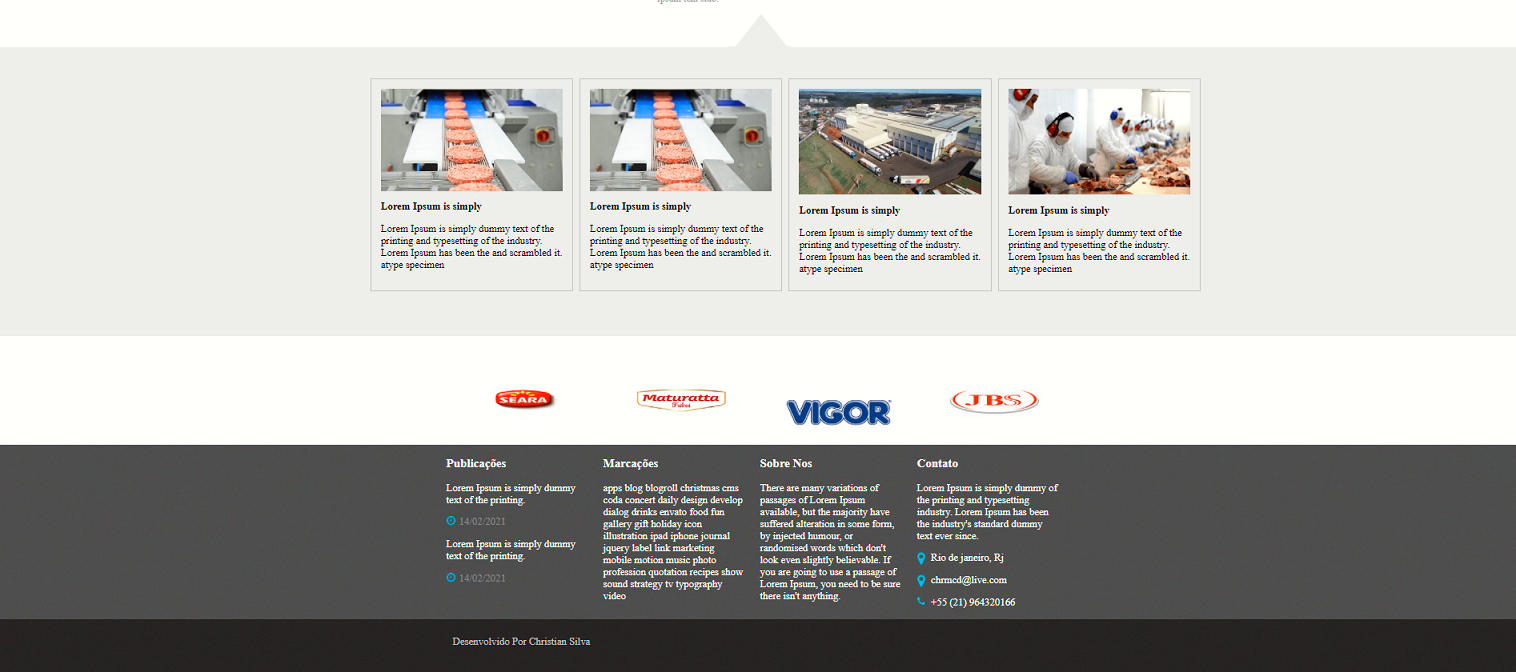 Lorem Ipsum is simply
Lorem Ipsum is simply dummy text of the
printing and typesetting of the industry.
Lorem Ipsum has been the and scrambled it.
atype specimen
Lorem Ipsum is simply
Lorem Ipsum is simply dummy text of the
printing and typesetting of the industry.
Lorem Ipsum has been the and scrambled it.
atype specimen
Lorem Ipsum is simply
Lorem Ipsum is simply dummy text of the
printing and typesetting of the industry.
Lorem Ipsum has been the and scrambled it.
atype specimen
Lorem Ipsum is simply
Lorem Ipsum is simply dummy text of the
printing and typesetting of the industry.
Lorem Ipsum has been the and scrambled it.
atype specimen
SEARA
Maturatta
Friboi
VIGOR
JBS
Publicações
Lorem Ipsum is simply dummy
text of the printing.
14/02/2021
Lorem Ipsum is simply dummy
text of the printing.
14/02/2021
Marcações
apps blog blogroll christmas cms
coda concert daily design develop
dialog drinks envato food fun
gallery gift holiday icon
illustration ipad iphone journal
jquery label link marketing
mobile motion music photo
profession quotation recipes show
sound strategy tv typography
video
Sobre Nos
There are many variations of
passages of Lorem Ipsum
available, but the majority have
suffered alteration in some form,
by injected humour, or
randomised words which don't
look even slightly believable. If
you are going to use a passage of
Lorem Ipsum, you need to be sure
there isn't anything.
Contato
Lorem Ipsum is simply dummy of
the printing and typesetting
industry. Lorem Ipsum has been
the industry's standard dummy
text ever since.
Rio de janeiro, Rj
chrmcd@live.com
+55 (21) 964320166
Desenvolvido Por Christian Silva